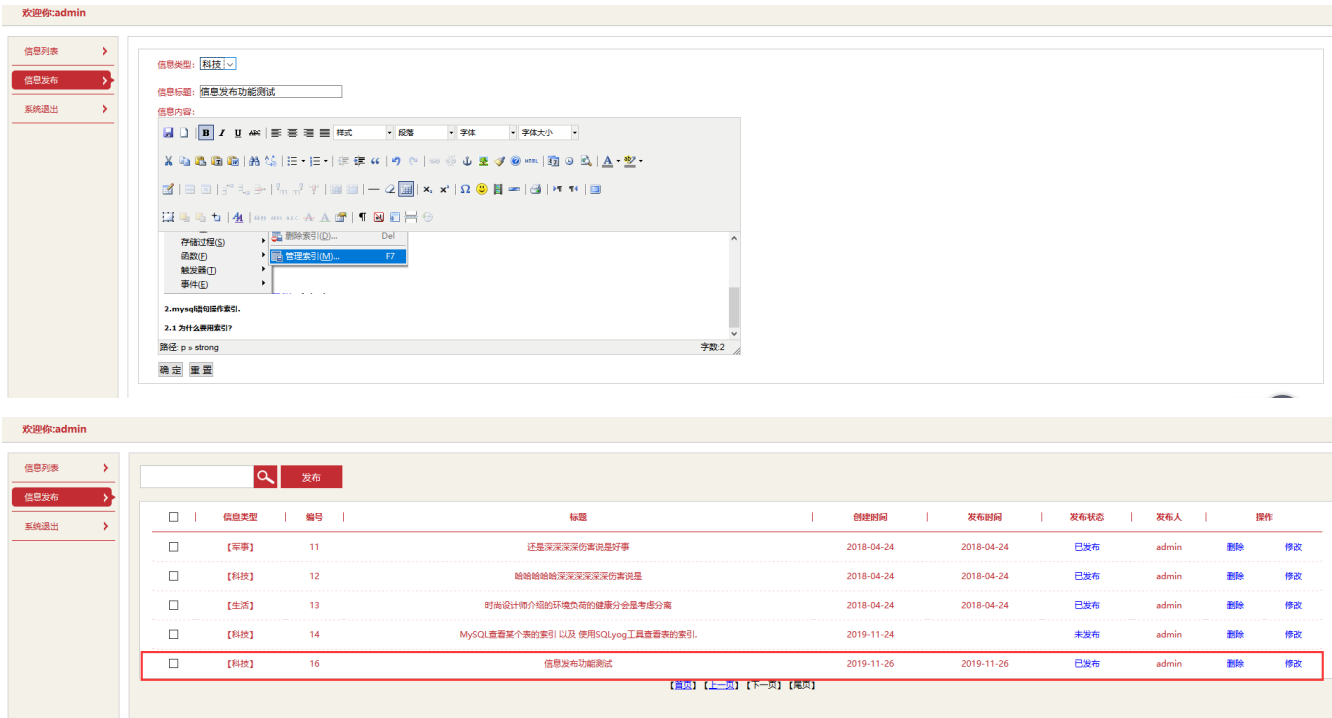 欢迎你:admin
信息列表
信息发布
系统退出
信息类型: 科技
信息标题: 信息发布功能测试
信息内容:
B I U ABC 样式 段落 字体 字体大小
HTML A ab
x, x² Ω
存储过程(S)
函数(F)
触发器(T)
事件(E)
删除索引(D)... Del
管理索引(M)... F7
2.mysql语句操作索引.
2.1 为什么要用索引?
路径: p » strong 字数:2
确 定 重 置
欢迎你:admin
信息列表
信息发布
系统退出
发布
信息类型 编号 标题 创建时间 发布时间 发布状态 发布人 操作
【军事】 11 还是深深深深伤害说是好事 2018-04-24 2018-04-24 已发布 admin 删除 修改
【科技】 12 哈哈哈哈哈深深深深深深伤害说是 2018-04-24 2018-04-24 已发布 admin 删除 修改
【生活】 13 时尚设计师介绍的环境负荷的健康分会是考虑分离 2018-04-24 2018-04-24 已发布 admin 删除 修改
【科技】 14 MySQL查看某个表的索引 以及 使用SQLyog工具查看表的索引. 2019-11-24 未发布 admin 删除 修改
【科技】 16 信息发布功能测试 2019-11-26 2019-11-26 已发布 admin 删除 修改
【首页】【上一页】【下一页】【尾页】